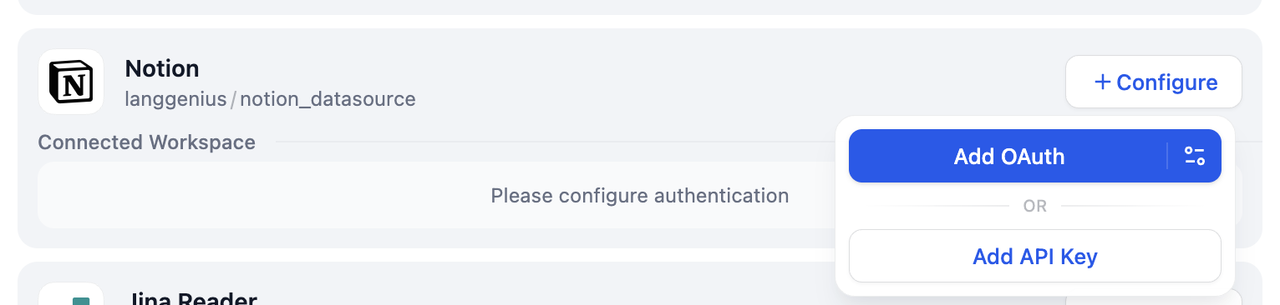 Notion
langgenius / notion_datasource
+ Configure
Connected Workspace
Add OAuth
Please configure authentication
OR
Add API Key
Jina Reader